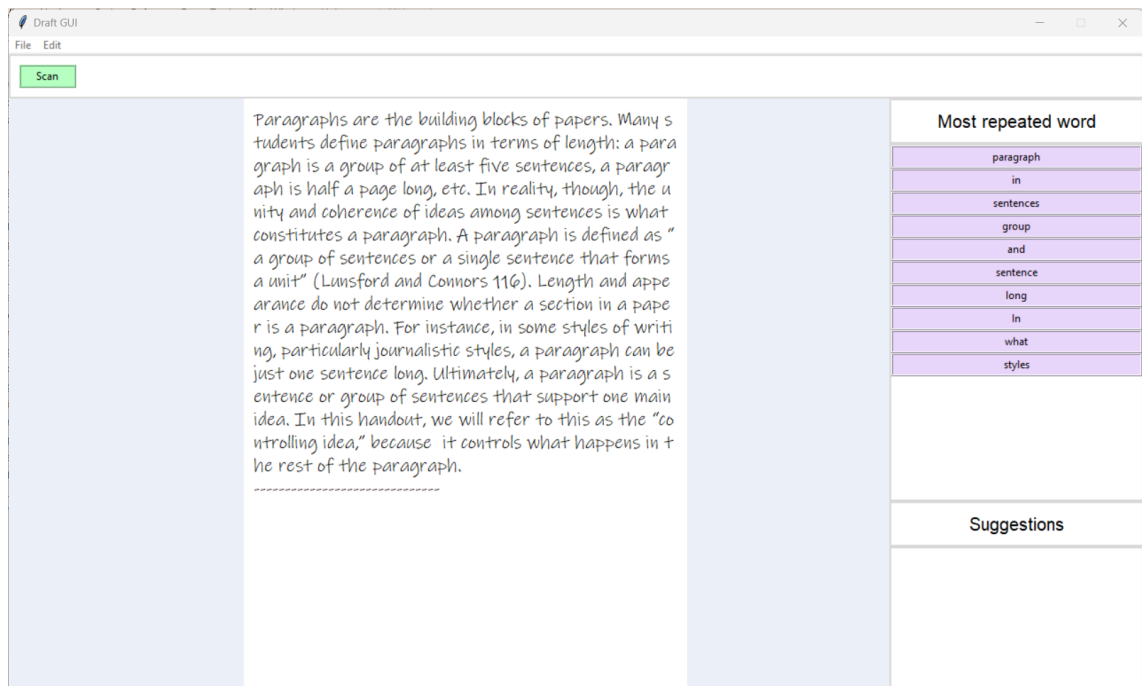 Draft GUI
File Edit
Scan
Paragraphs are the building blocks of papers. Many s
tudents define paragraphs in terms of length: a para
graph is a group of at least five sentences, a paragr
aph is half a page long, etc. In reality, though, the u
nity and coherence of ideas among sentences is what
constitutes a paragraph. A paragraph is defined as “
a group of sentences or a single sentence that forms
a unit” (Lunsford and Connors 116). Length and appe
arance do not determine whether a section in a pape
r is a paragraph. For instance, in some styles of writi
ng, particularly journalistic styles, a paragraph can be
just one sentence long. Ultimately, a paragraph is a s
entence or group of sentences that support one main
idea. In this handout, we will refer to this as the “co
ntrolling idea,” because  it controls what happens in t
he rest of the paragraph.
------------------------------
Most repeated word
paragraph
in
sentences
group
and
sentence
long
In
what
styles
Suggestions